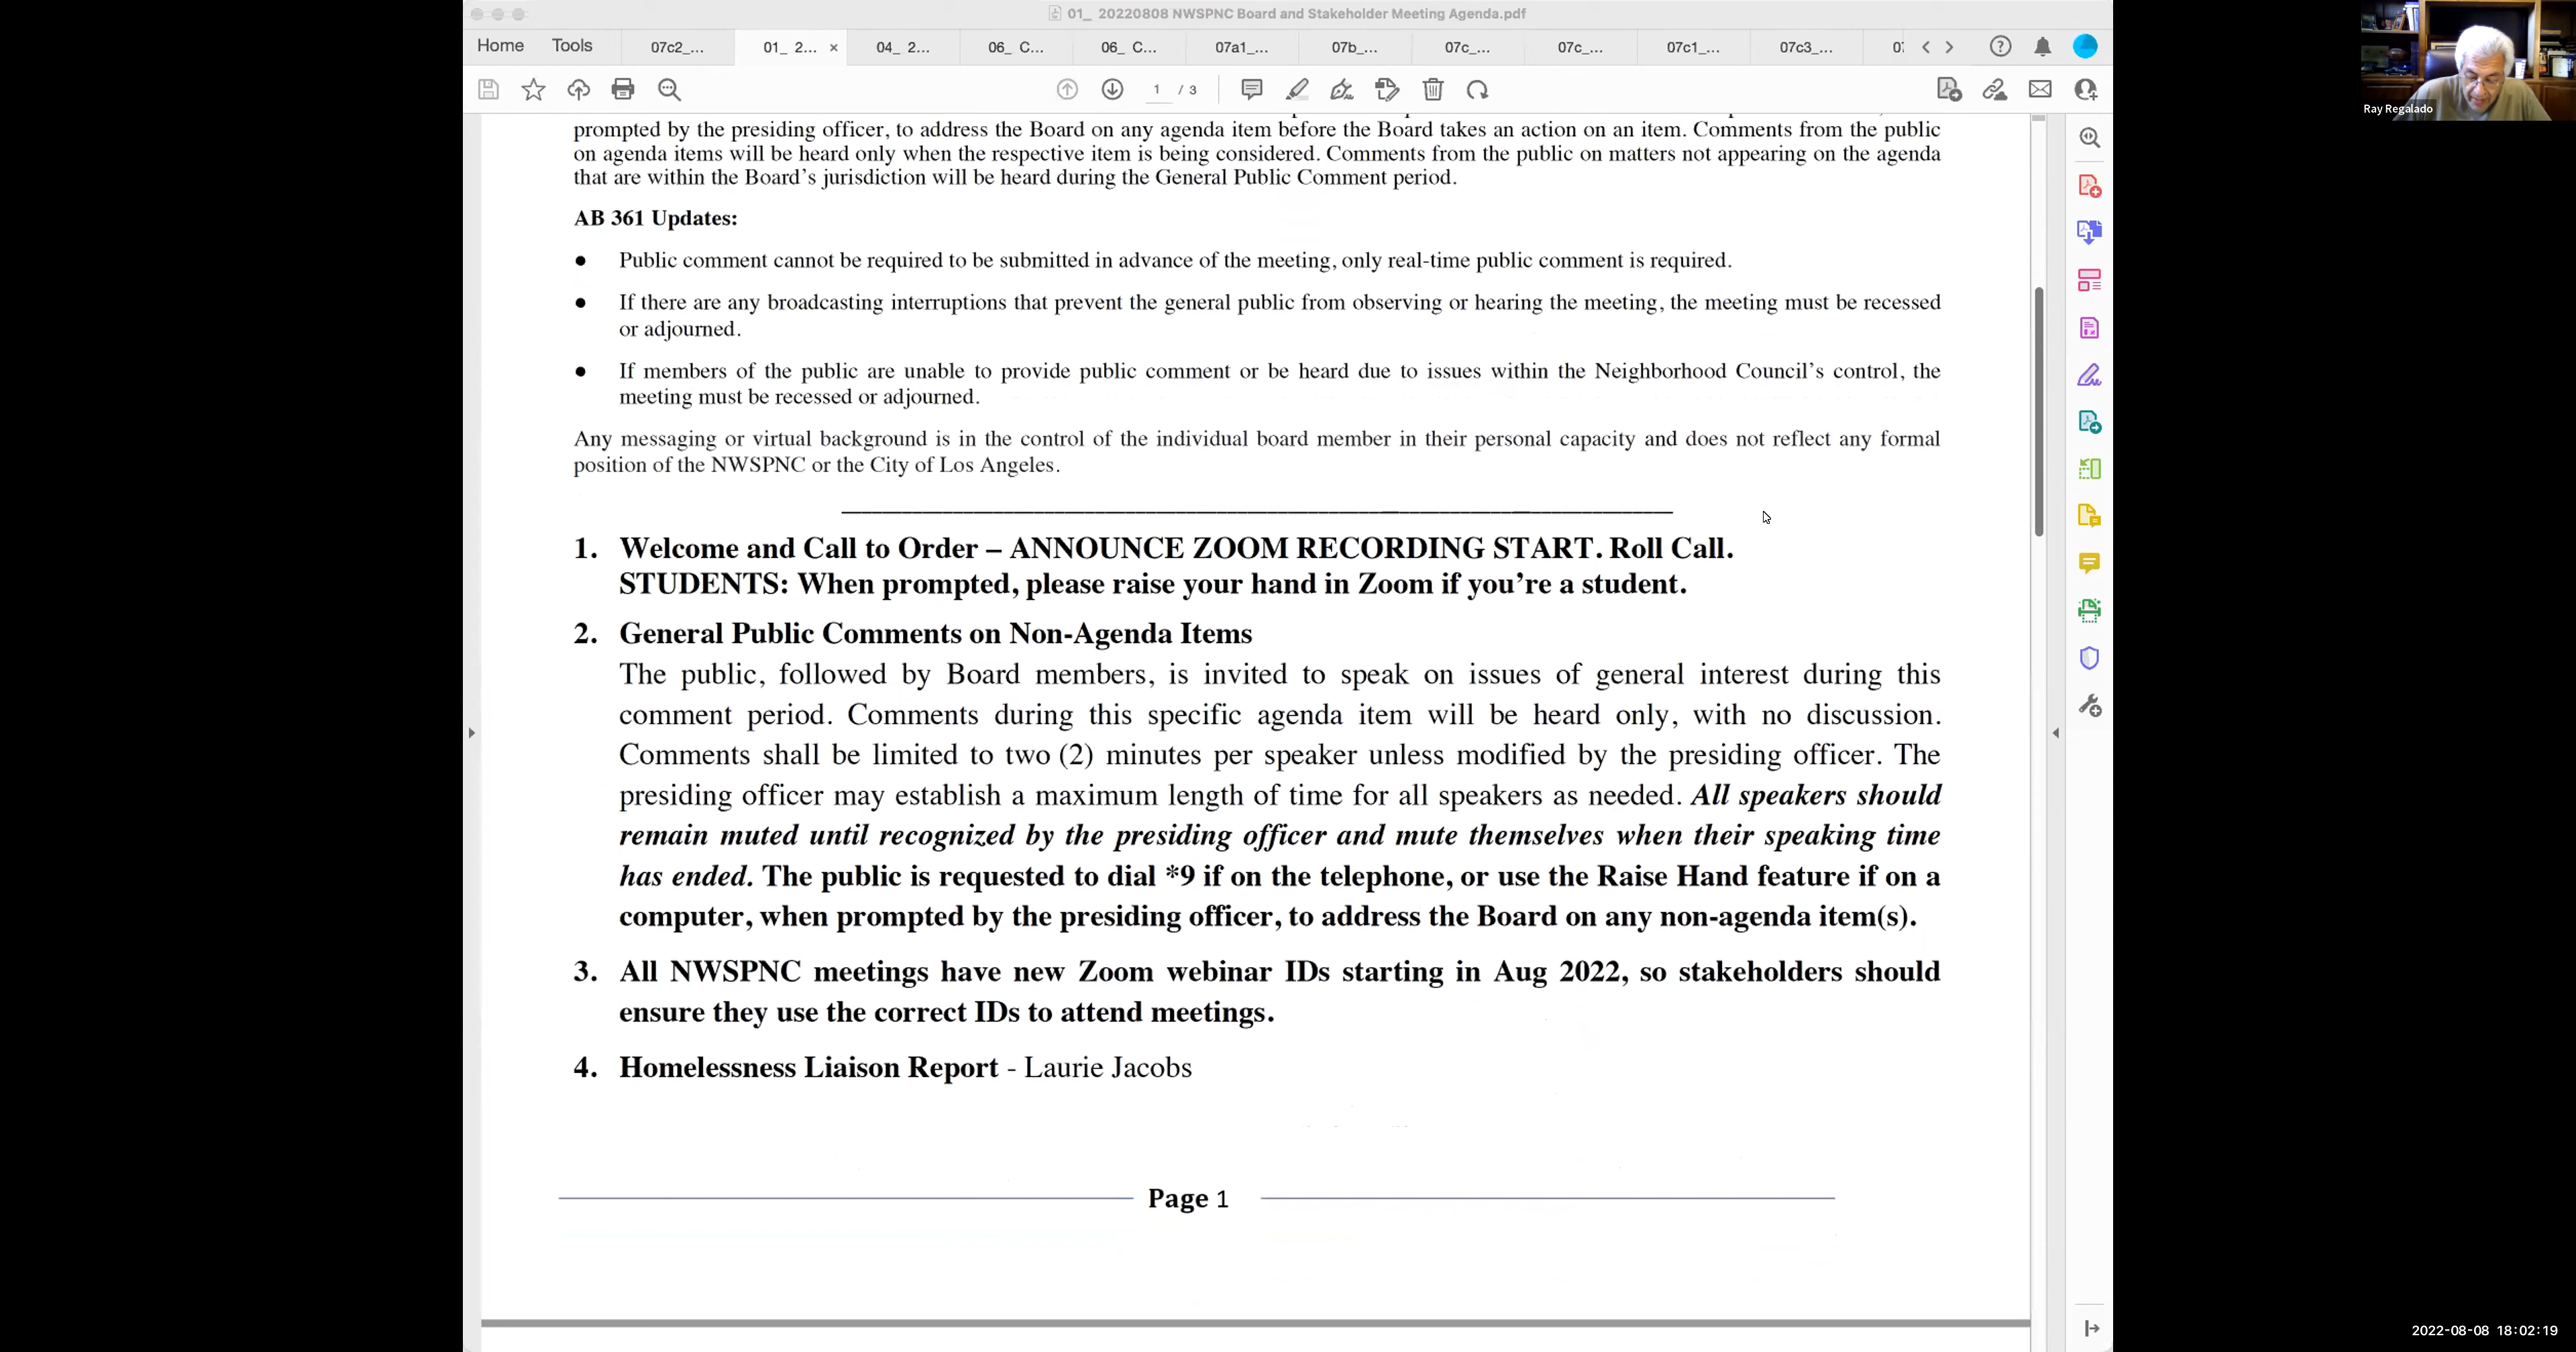 01_ 20220808 NWSPNC Board and Stakeholder Meeting Agenda.pdf
Home Tools 07c2_... 01_ 2... × 04_ 2... 06_ C... 06_ C... 07a1_... 07b_... 07c_... 07c_... 07c1_... 07c3_...
1 / 3
Ray Regalado
prompted by the presiding officer, to address the Board on any agenda item before the Board takes an action on an item. Comments from the public
on agenda items will be heard only when the respective item is being considered. Comments from the public on matters not appearing on the agenda
that are within the Board's jurisdiction will be heard during the General Public Comment period.
AB 361 Updates:
● Public comment cannot be required to be submitted in advance of the meeting, only real-time public comment is required.
● If there are any broadcasting interruptions that prevent the general public from observing or hearing the meeting, the meeting must be recessed
or adjourned.
● If members of the public are unable to provide public comment or be heard due to issues within the Neighborhood Council's control, the
meeting must be recessed or adjourned.
Any messaging or virtual background is in the control of the individual board member in their personal capacity and does not reflect any formal
position of the NWSPNC or the City of Los Angeles.
1. Welcome and Call to Order – ANNOUNCE ZOOM RECORDING START. Roll Call.
STUDENTS: When prompted, please raise your hand in Zoom if you're a student.
2. General Public Comments on Non-Agenda Items
The public, followed by Board members, is invited to speak on issues of general interest during this
comment period. Comments during this specific agenda item will be heard only, with no discussion.
Comments shall be limited to two (2) minutes per speaker unless modified by the presiding officer. The
presiding officer may establish a maximum length of time for all speakers as needed. All speakers should
remain muted until recognized by the presiding officer and mute themselves when their speaking time
has ended. The public is requested to dial *9 if on the telephone, or use the Raise Hand feature if on a
computer, when prompted by the presiding officer, to address the Board on any non-agenda item(s).
3. All NWSPNC meetings have new Zoom webinar IDs starting in Aug 2022, so stakeholders should
ensure they use the correct IDs to attend meetings.
4. Homelessness Liaison Report - Laurie Jacobs
Page 1
2022-08-08 18:02:19